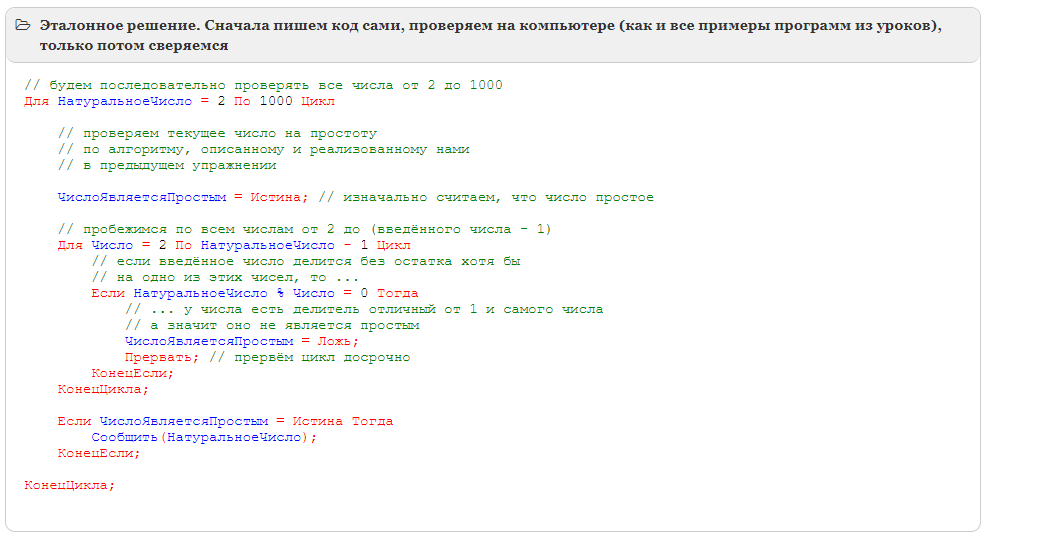 Эталонное решение. Сначала пишем код сами, проверяем на компьютере (как и все примеры программ из уроков),
только потом сверяемся
// будем последовательно проверять все числа от 2 до 1000
Для НатуральноеЧисло = 2 По 1000 Цикл
// проверяем текущее число на простоту
// по алгоритму, описанному и реализованному нами
// в предыдущем упражнении
ЧислоЯвляетсяПростым = Истина; // изначально считаем, что число простое
// пробежимся по всем числам от 2 до (введённого числа - 1)
Для Число = 2 По НатуральноеЧисло - 1 Цикл
// если введённое число делится без остатка хотя бы
// на одно из этих чисел, то ...
Если НатуральноеЧисло % Число = 0 Тогда
// ... у числа есть делитель отличный от 1 и самого числа
// а значит оно не является простым
ЧислоЯвляетсяПростым = Ложь;
Прервать; // прервём цикл досрочно
КонецЕсли;
КонецЦикла;
Если ЧислоЯвляетсяПростым = Истина Тогда
Сообщить(НатуральноеЧисло);
КонецЕсли;
КонецЦикла;